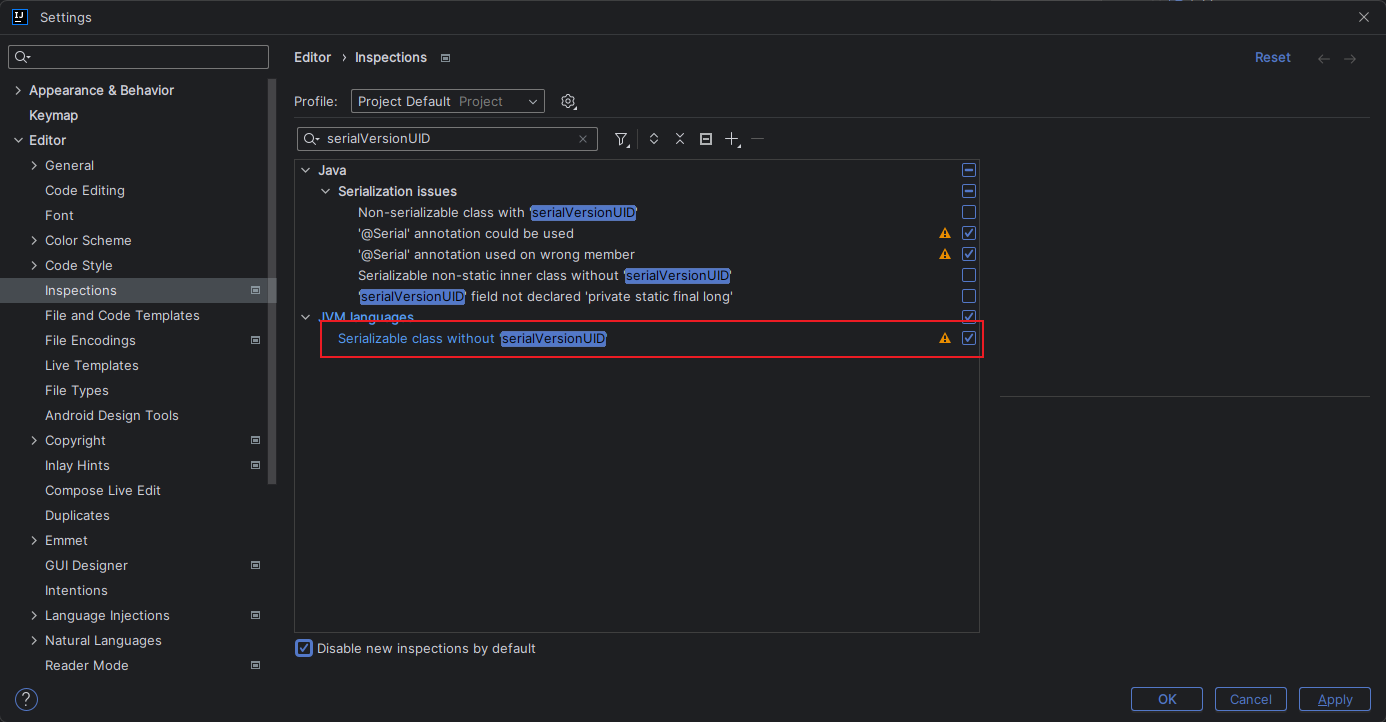 Settings
Editor › Inspections
Reset
Appearance & Behavior
Keymap
Editor
General
Code Editing
Font
Color Scheme
Code Style
Inspections
File and Code Templates
File Encodings
Live Templates
File Types
Android Design Tools
Copyright
Inlay Hints
Compose Live Edit
Duplicates
Emmet
GUI Designer
Intentions
Language Injections
Natural Languages
Reader Mode
Profile: Project Default Project
serialVersionUID
Java
Serialization issues
Non-serializable class with 'serialVersionUID'
'@Serial' annotation could be used
'@Serial' annotation used on wrong member
Serializable non-static inner class without 'serialVersionUID'
'serialVersionUID' field not declared 'private static final long'
JVM languages
Serializable class without 'serialVersionUID'
Disable new inspections by default
?
OK
Cancel
Apply